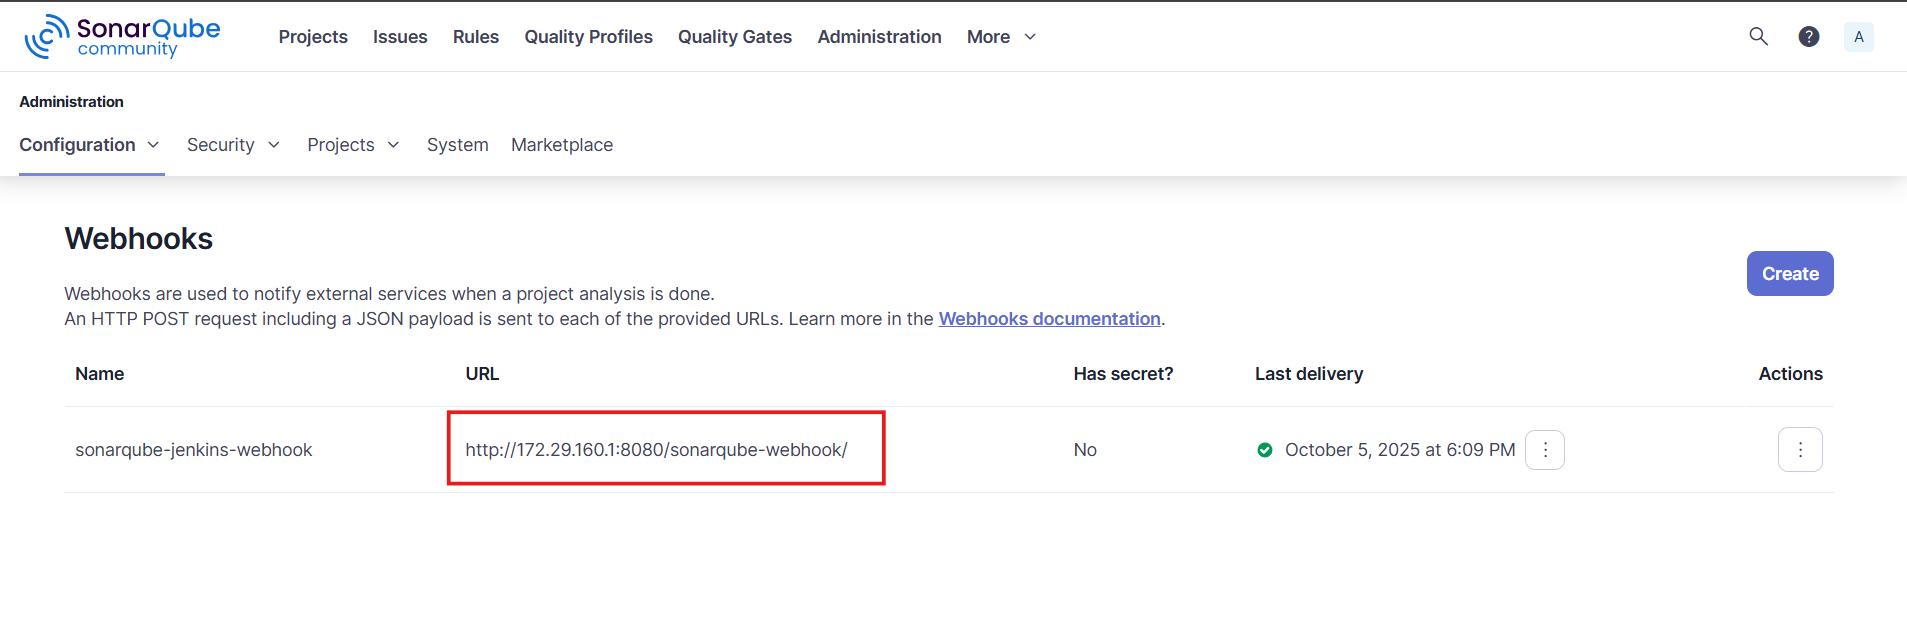 SonarQube
community
Projects Issues Rules Quality Profiles Quality Gates Administration More ? A
Administration
Configuration Security Projects System Marketplace
Webhooks
Create
Webhooks are used to notify external services when a project analysis is done.
An HTTP POST request including a JSON payload is sent to each of the provided URLs. Learn more in the Webhooks documentation.
Name URL Has secret? Last delivery Actions
sonarqube-jenkins-webhook http://172.29.160.1:8080/sonarqube-webhook/ No October 5, 2025 at 6:09 PM